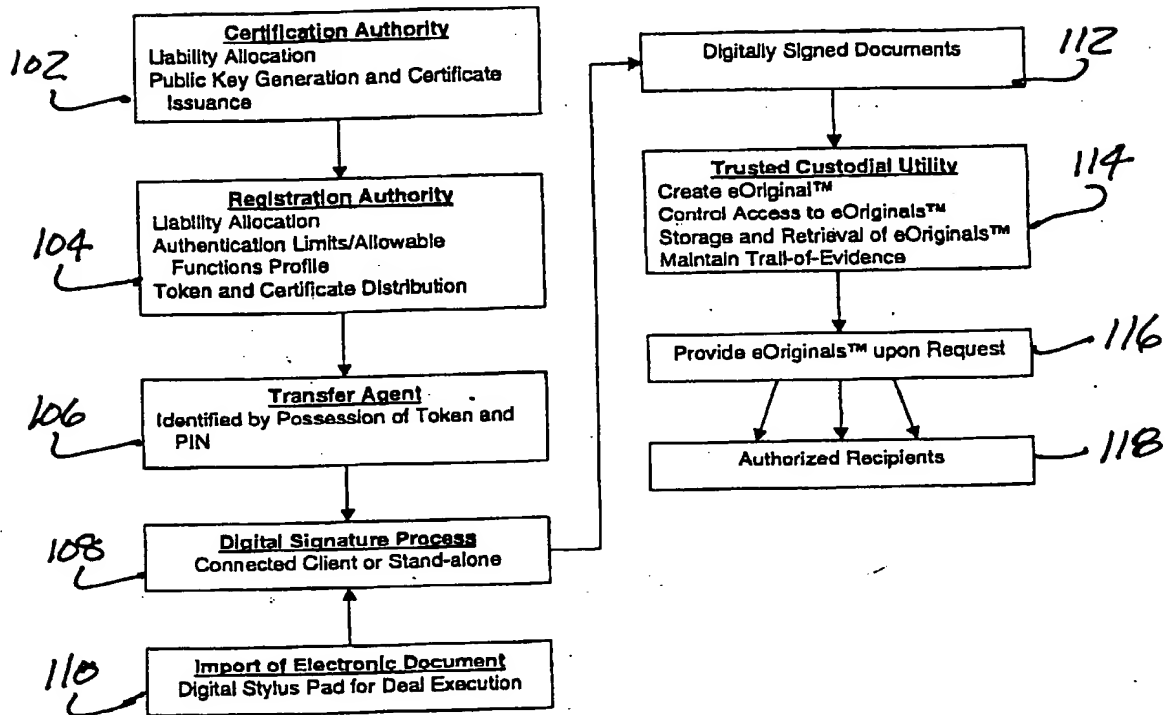 Certification Authority
Liability Allocation
Public Key Generation and Certificate
Issuance
102
Registration Authority
Liability Allocation
Authentication Limits/Allowable
Functions Profile
Token and Certificate Distribution
104
Transfer Agent
Identified by Possession of Token and
PIN
106
Digital Signature Process
Connected Client or Stand-alone
108
Import of Electronic Document
Digital Stylus Pad for Deal Execution
110
Digitally Signed Documents
112
Trusted Custodial Utility
Create eOriginal™
Control Access to eOriginals™
Storage and Retrieval of eOriginals™
Maintain Trail-of-Evidence
114
Provide eOriginals™ upon Request
116
Authorized Recipients
118